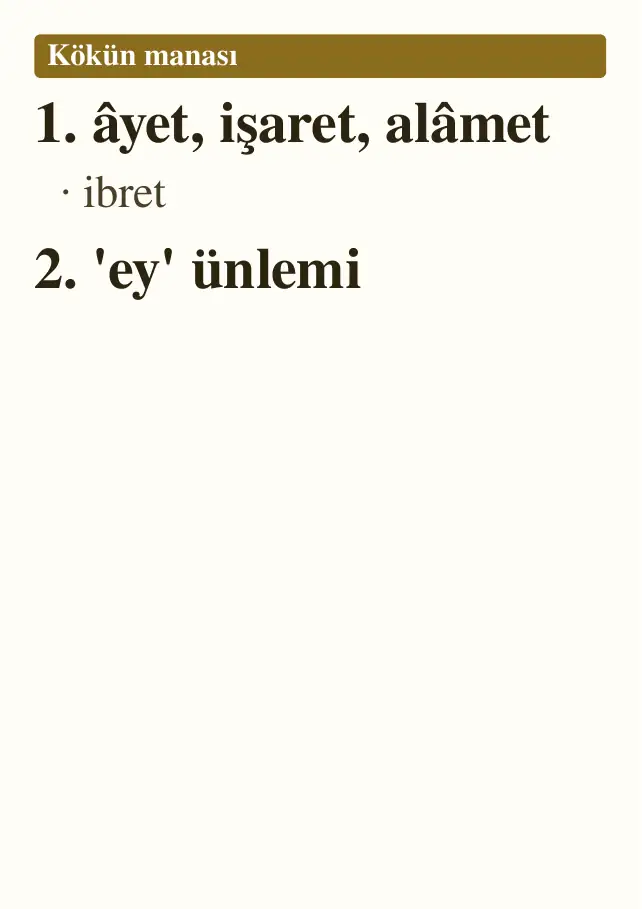 Kökün manası
1. âyet, işaret, alâmet
· ibret
2. 'ey' ünlemi